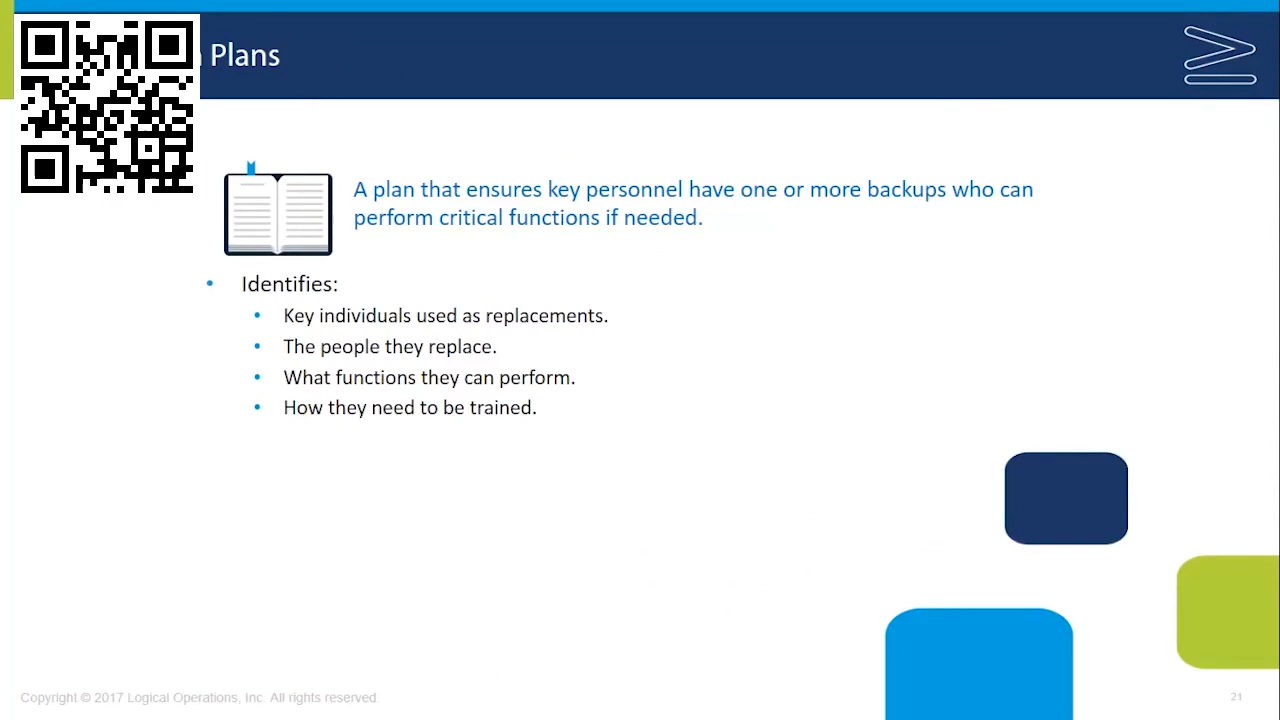 Plans
A plan that ensures key personnel have one or more backups who can
perform critical functions if needed.
• Identifies:
• Key individuals used as replacements.
• The people they replace.
• What functions they can perform.
• How they need to be trained.
Copyright © 2017 Logical Operations, Inc. All rights reserved.
21